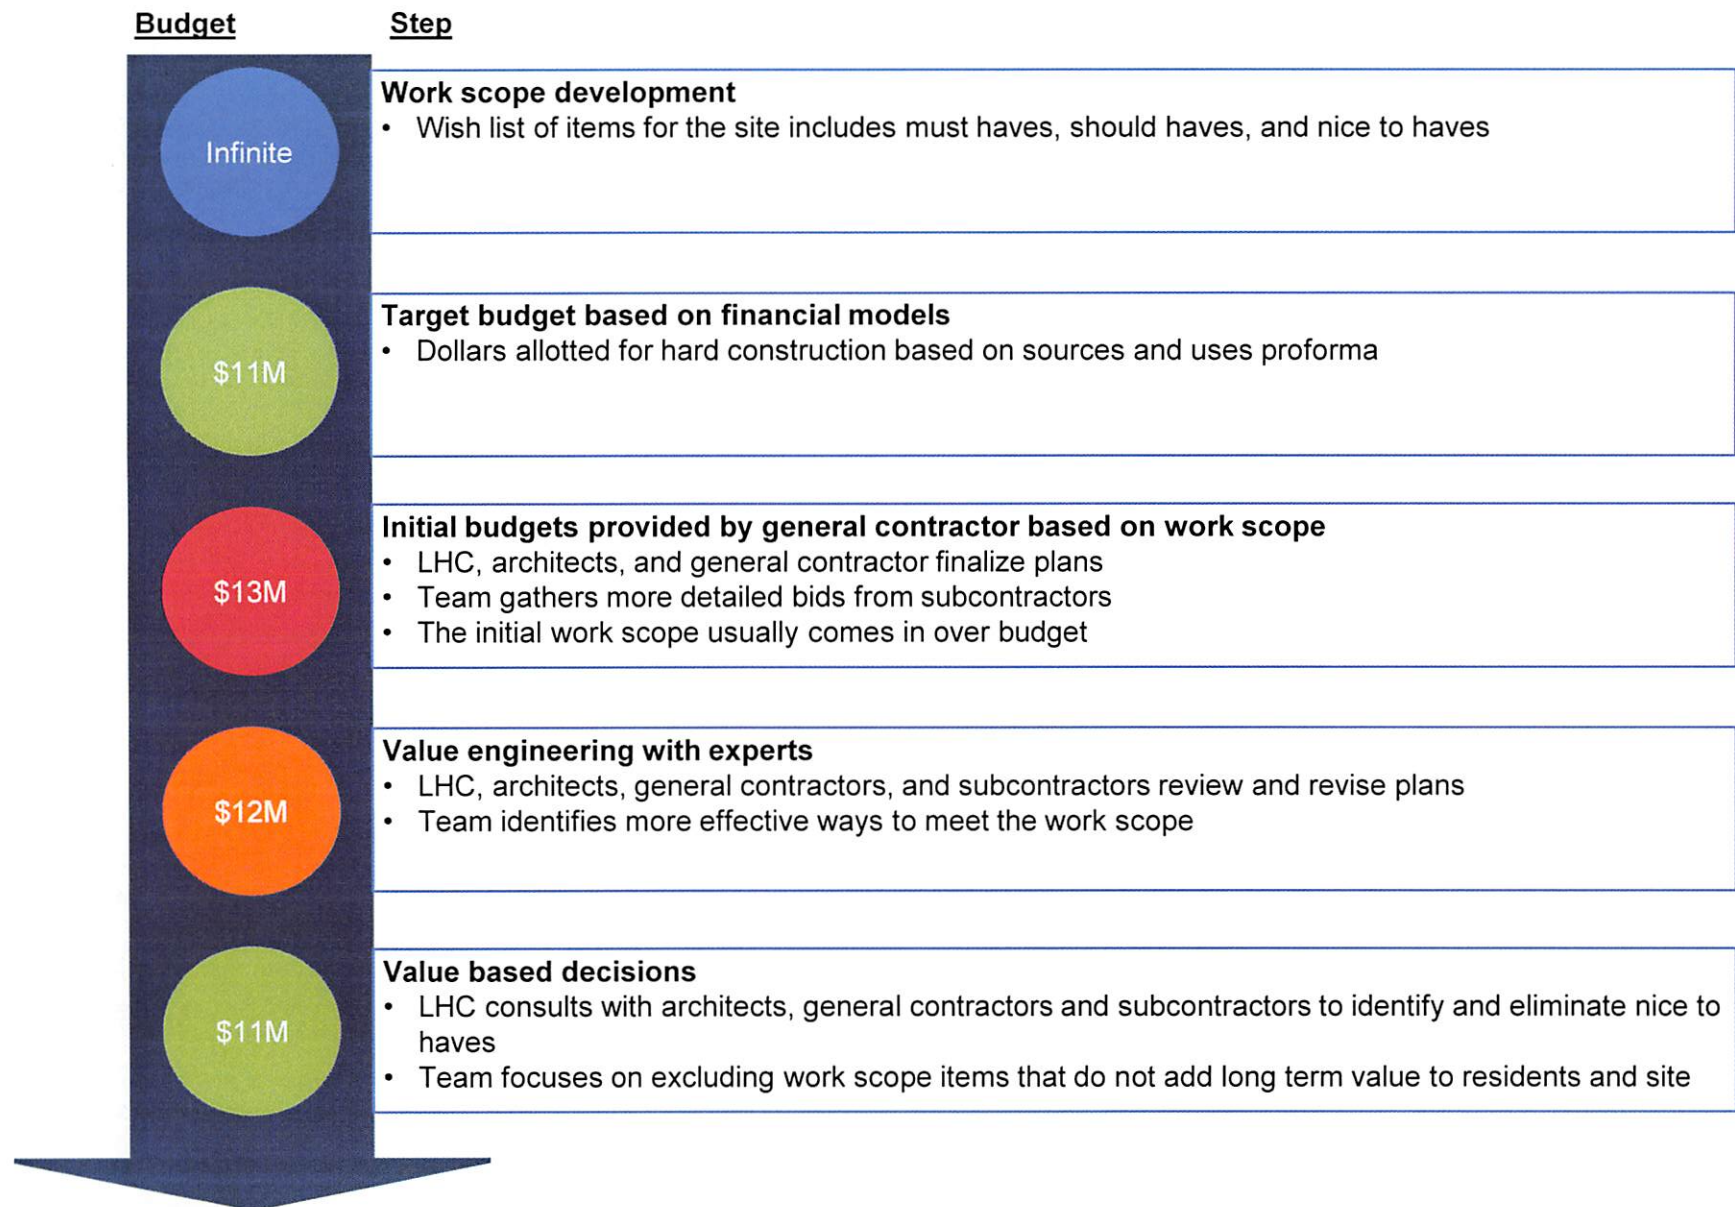 Budget Step
Infinite
Work scope development
• Wish list of items for the site includes must haves, should haves, and nice to haves
$11M
Target budget based on financial models
• Dollars allotted for hard construction based on sources and uses proforma
$13M
Initial budgets provided by general contractor based on work scope
• LHC, architects, and general contractor finalize plans
• Team gathers more detailed bids from subcontractors
• The initial work scope usually comes in over budget
$12M
Value engineering with experts
• LHC, architects, general contractors, and subcontractors review and revise plans
• Team identifies more effective ways to meet the work scope
$11M
Value based decisions
• LHC consults with architects, general contractors and subcontractors to identify and eliminate nice to
haves
• Team focuses on excluding work scope items that do not add long term value to residents and site